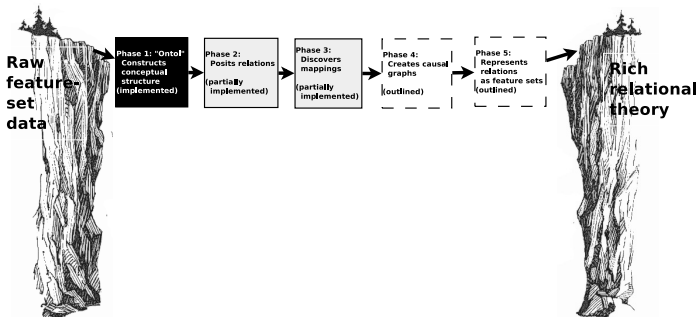 Raw
feature-
set
data
Phase 1: "Ontol"
Constructs
conceptual
structure
(implemented)
Phase 2:
Posits relations
(partially
implemented)
Phase 3:
Discovers
mappings
(partially
implemented)
Phase 4:
Creates causal
graphs
(outlined)
Phase 5:
Represents
relations
as feature sets
(outlined)
Rich
relational
theory